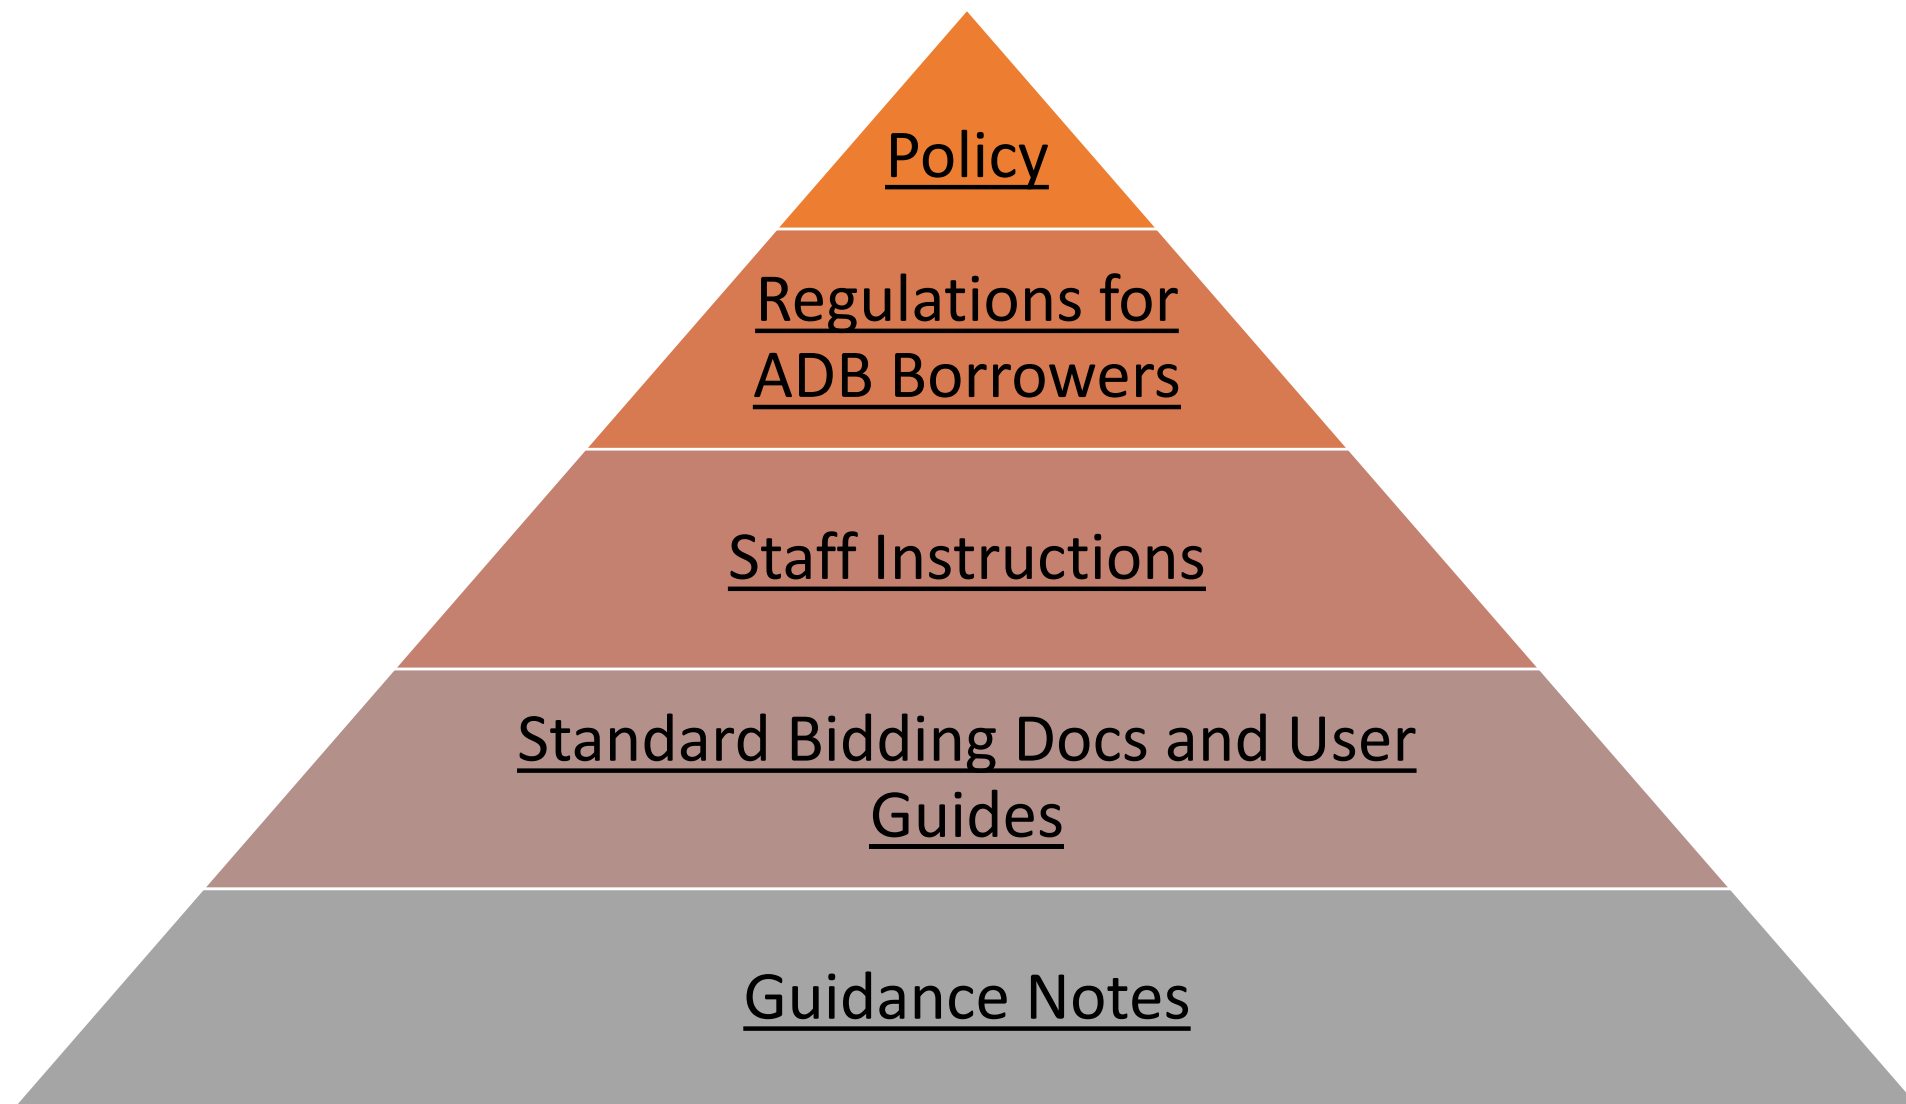 Policy
Regulations for
ADB Borrowers
Staff Instructions
Standard Bidding Docs and User
Guides
Guidance Notes